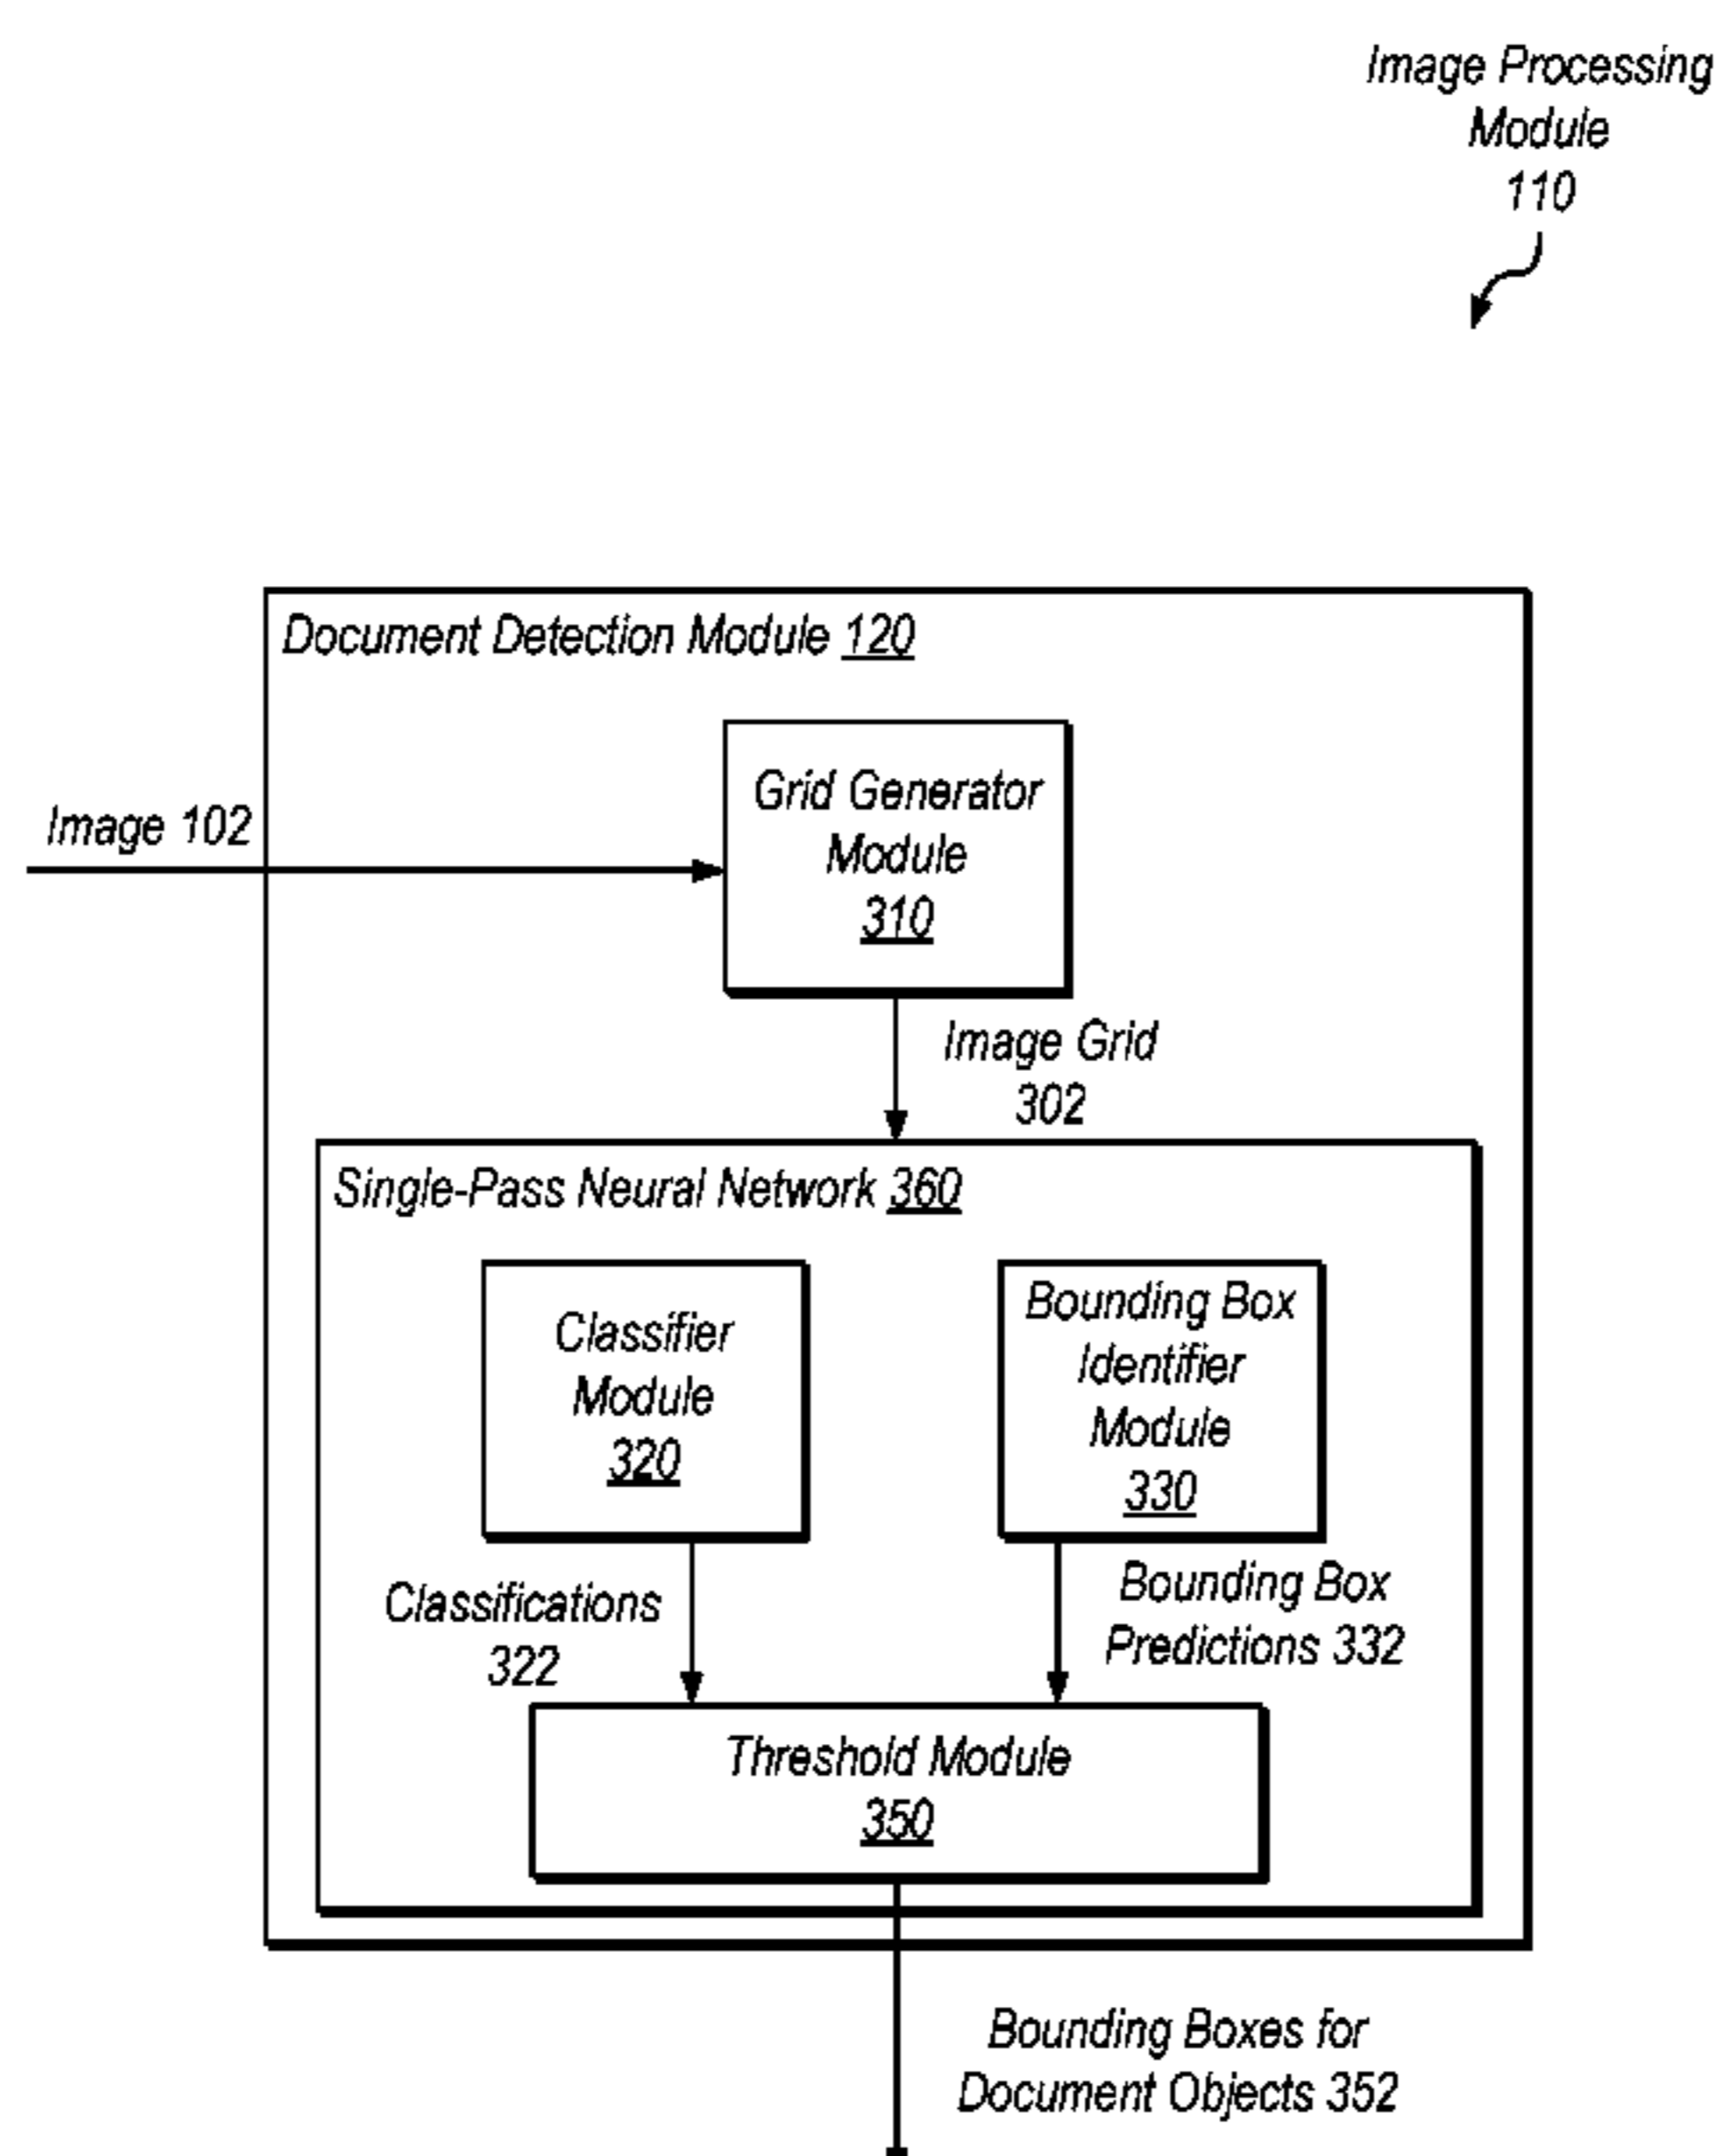 Image Processing
Module
110
Document Detection Module 120
Grid Generator
Module
310
Image 102
Image Grid
302
Single-Pass Neural Network 360
Classifier
Module
320
Bounding Box
Identifier
Module
330
Classifications
322
Bounding Box
Predictions 332
Threshold Module
350
Bounding Boxes for
Document Objects 352